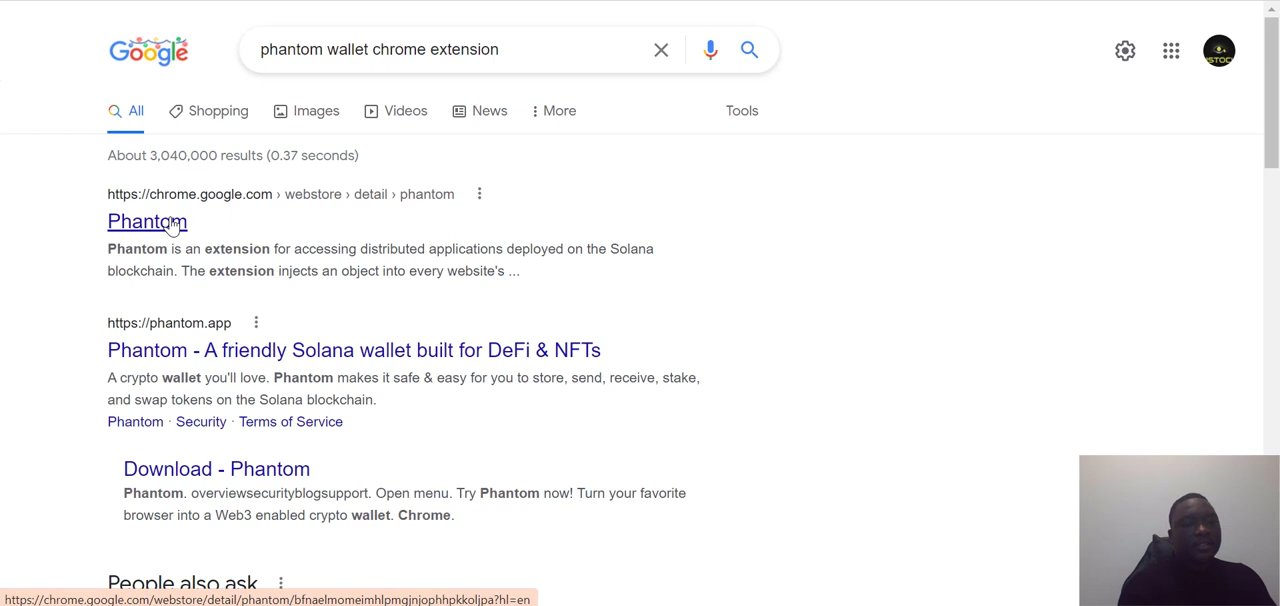 Google
phantom wallet chrome extension
STOC
All
Shopping
Images
Videos
News
More
Tools
About 3,040,000 results (0.37 seconds)
https://chrome.google.com › webstore › detail › phantom
Phantom
Phantom is an extension for accessing distributed applications deployed on the Solana
blockchain. The extension injects an object into every website's ...
https://phantom.app
Phantom - A friendly Solana wallet built for DeFi & NFTs
A crypto wallet you'll love. Phantom makes it safe & easy for you to store, send, receive, stake,
and swap tokens on the Solana blockchain.
Phantom · Security · Terms of Service
Download - Phantom
Phantom. overviewsecurityblogsupport. Open menu. Try Phantom now! Turn your favorite
browser into a Web3 enabled crypto wallet. Chrome.
People also ask
https://chrome.google.com/webstore/detail/phantom/bfnaelmomeimhlpmgjnjophhpkkoljpa?hl=en